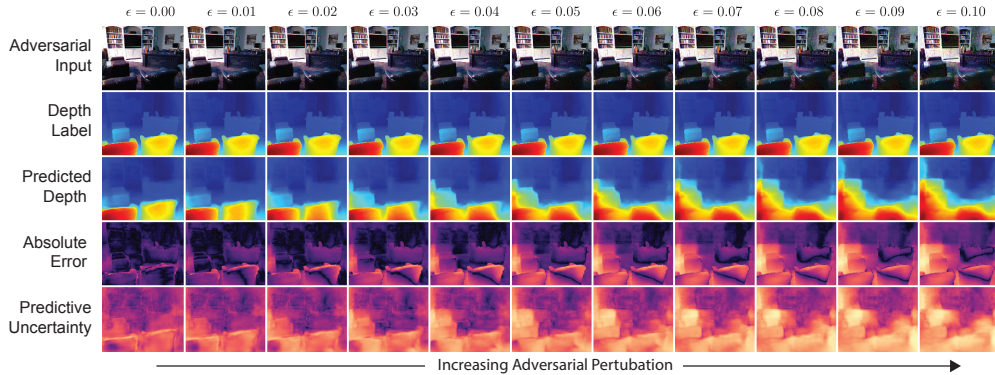 ϵ = 0.00 ϵ = 0.01 ϵ = 0.02 ϵ = 0.03 ϵ = 0.04 ϵ = 0.05 ϵ = 0.06 ϵ = 0.07 ϵ = 0.08 ϵ = 0.09 ϵ = 0.10
Adversarial
Input
Depth
Label
Predicted
Depth
Absolute
Error
Predictive
Uncertainty
Increasing Adversarial Pertubation